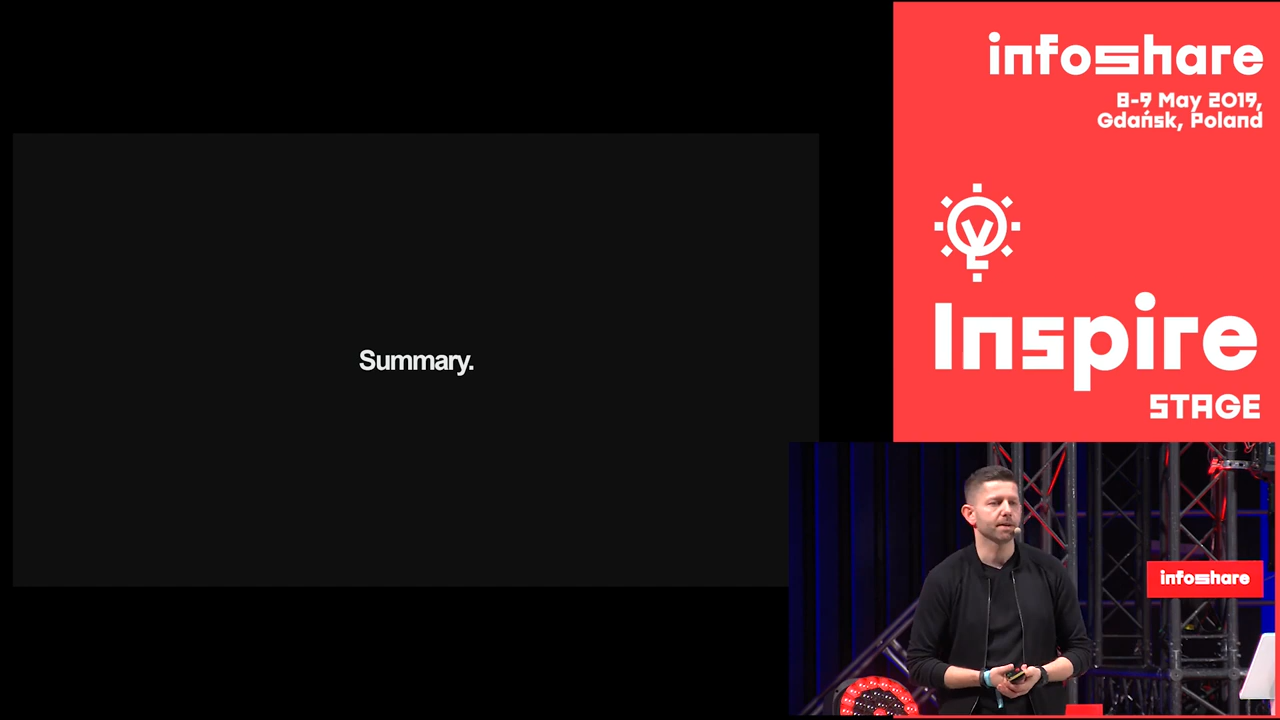 Summary.
infoshare
8-9 May 2019,
Gdańsk, Poland
Inspire
STAGE
infoshare